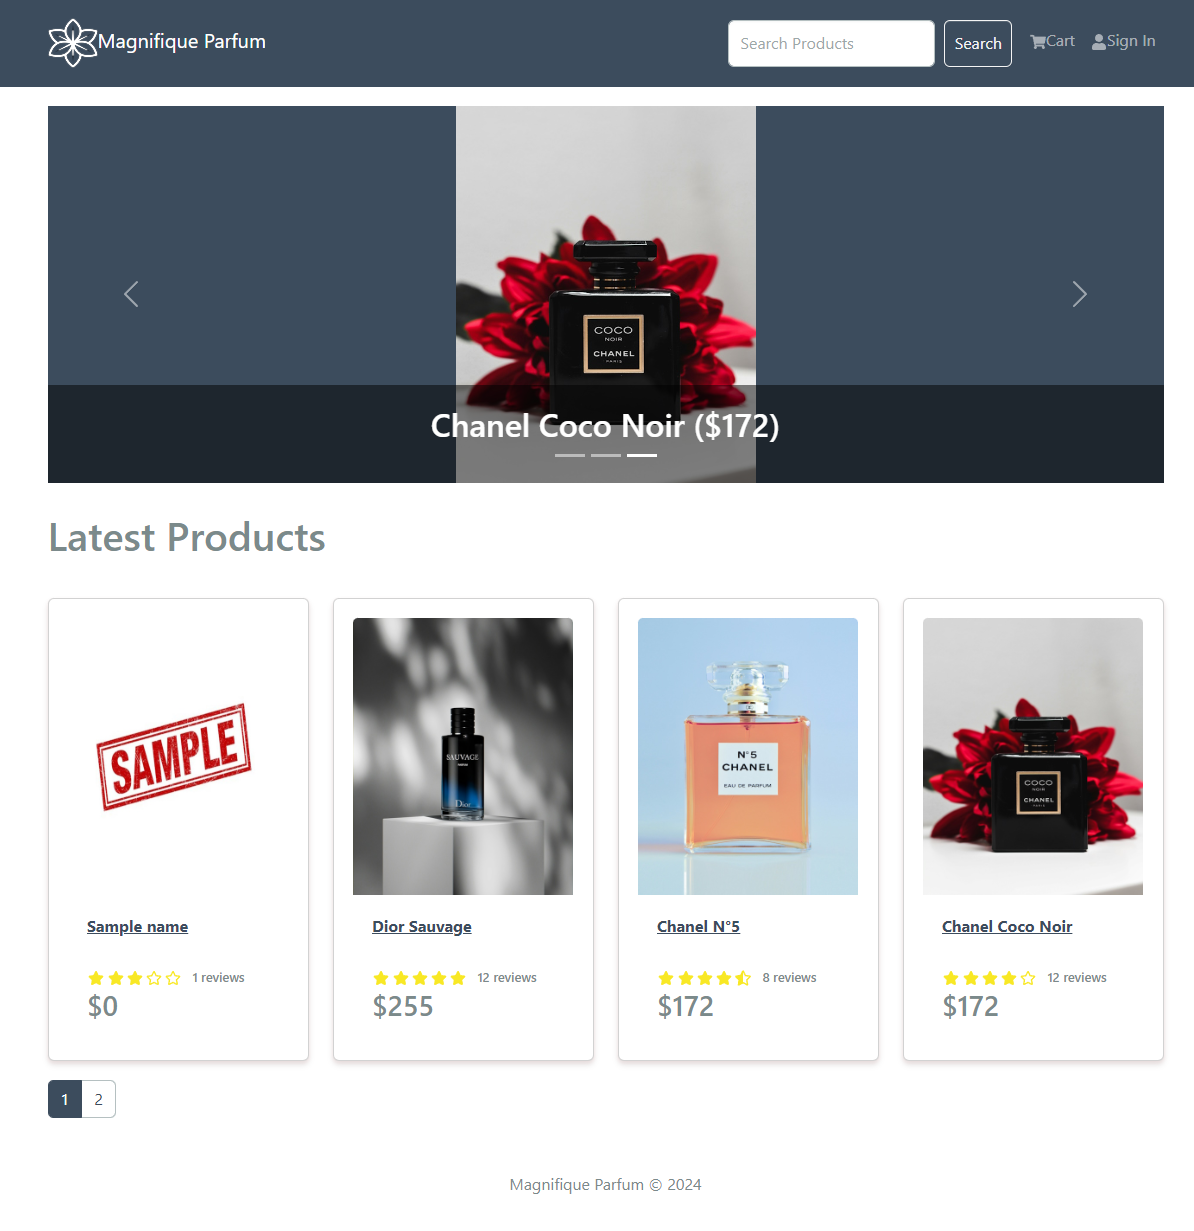 Magnifique Parfum
Search Products
Search
Cart
Sign In
COCO
NOIR
CHANEL
PARIS
Chanel Coco Noir ($172)
Latest Products
SAMPLE
Sample name
1 reviews
$0
SAUVAGE
PARFUM
Dior
Dior Sauvage
12 reviews
$255
N°5
CHANEL
EAU DE PARFUM
Chanel N°5
8 reviews
$172
COCO
NOIR
CHANEL
Chanel Coco Noir
12 reviews
$172
1
2
Magnifique Parfum © 2024